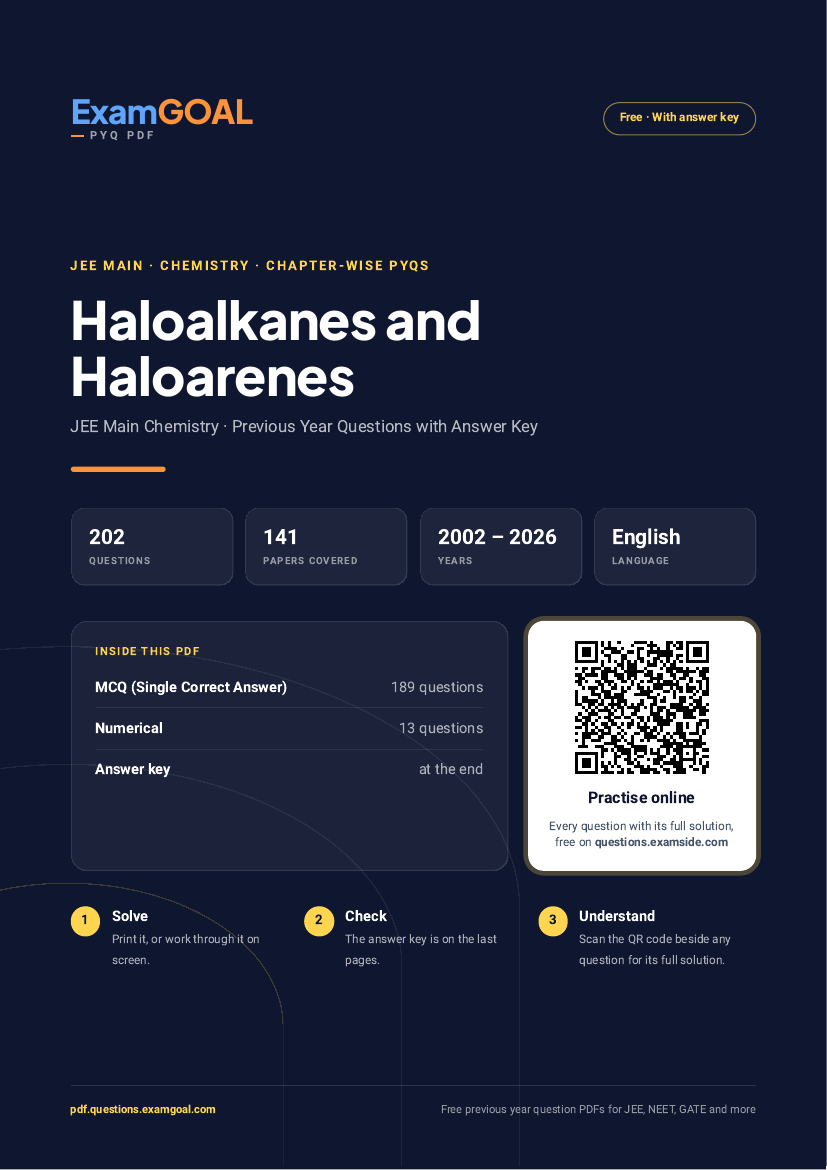 ExamGOAL
PYQ PDF
Free · With answer key
JEE MAIN · CHEMISTRY · CHAPTER-WISE PYQS
Haloalkanes and
Haloarenes
JEE Main Chemistry · Previous Year Questions with Answer Key
202
QUESTIONS
141
PAPERS COVERED
2002 – 2026
YEARS
English
LANGUAGE
INSIDE THIS PDF
MCQ (Single Correct Answer) 189 questions
Numerical 13 questions
Answer key at the end
Practise online
Every question with its full solution,
free on questions.examside.com
1 Solve
Print it, or work through it on
screen.
2 Check
The answer key is on the last
pages.
3 Understand
Scan the QR code beside any
question for its full solution.
pdf.questions.examgoal.com
Free previous year question PDFs for JEE, NEET, GATE and more